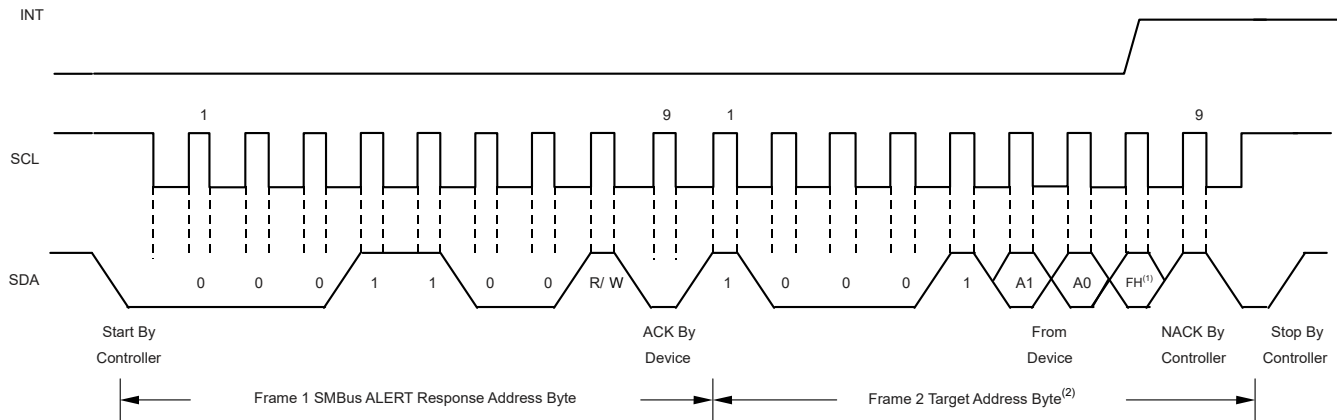 INT
1 9 1 9
SCL
SDA
0 0 0 1 1 0 0 R/ W 1 0 0 0 1 A1 A0 FH(1)
Start By
Controller
ACK By
Device
From
Device
NACK By
Controller
Stop By
Controller
Frame 1 SMBus ALERT Response Address Byte
Frame 2 Target Address Byte(2)